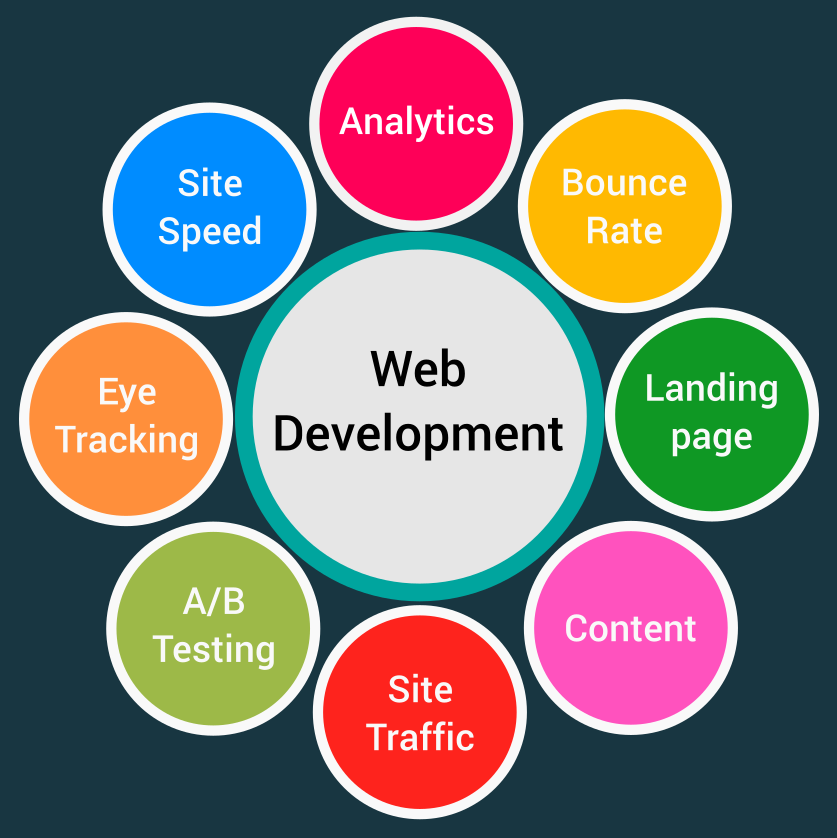 Analytics
Bounce
Rate
Landing
page
Content
Site
Traffic
A/B
Testing
Eye
Tracking
Site
Speed
Web
Development